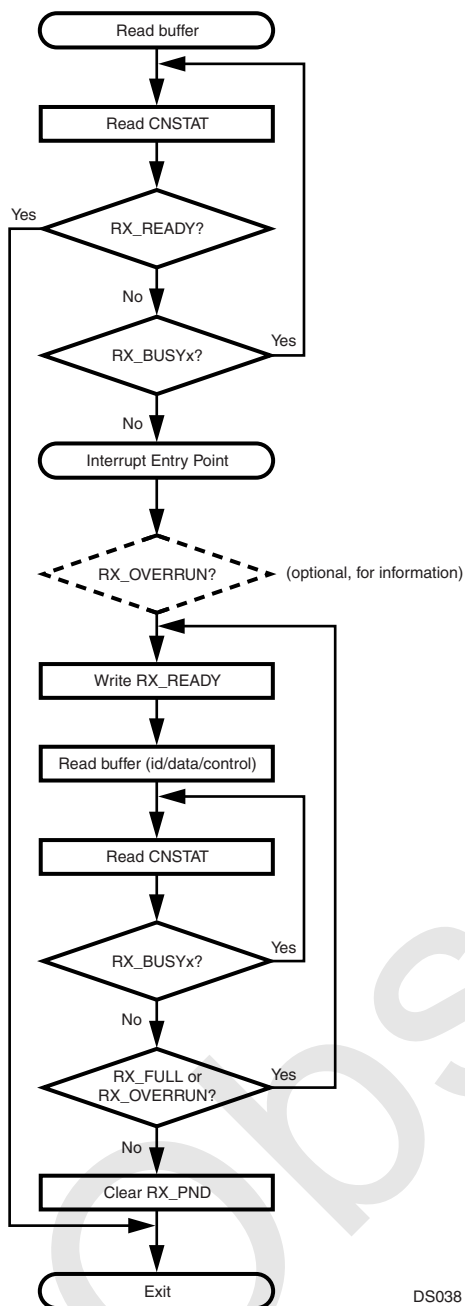 Read buffer
Read CNSTAT
Yes
RX_READY?
No
RX_BUSYx?
Yes
No
Interrupt Entry Point
RX_OVERRUN?
(optional, for information)
Write RX_READY
Read buffer (id/data/control)
Read CNSTAT
RX_BUSYx?
Yes
No
RX_FULL or
RX_OVERRUN?
Yes
No
Clear RX_PND
Exit
DS038
Obs